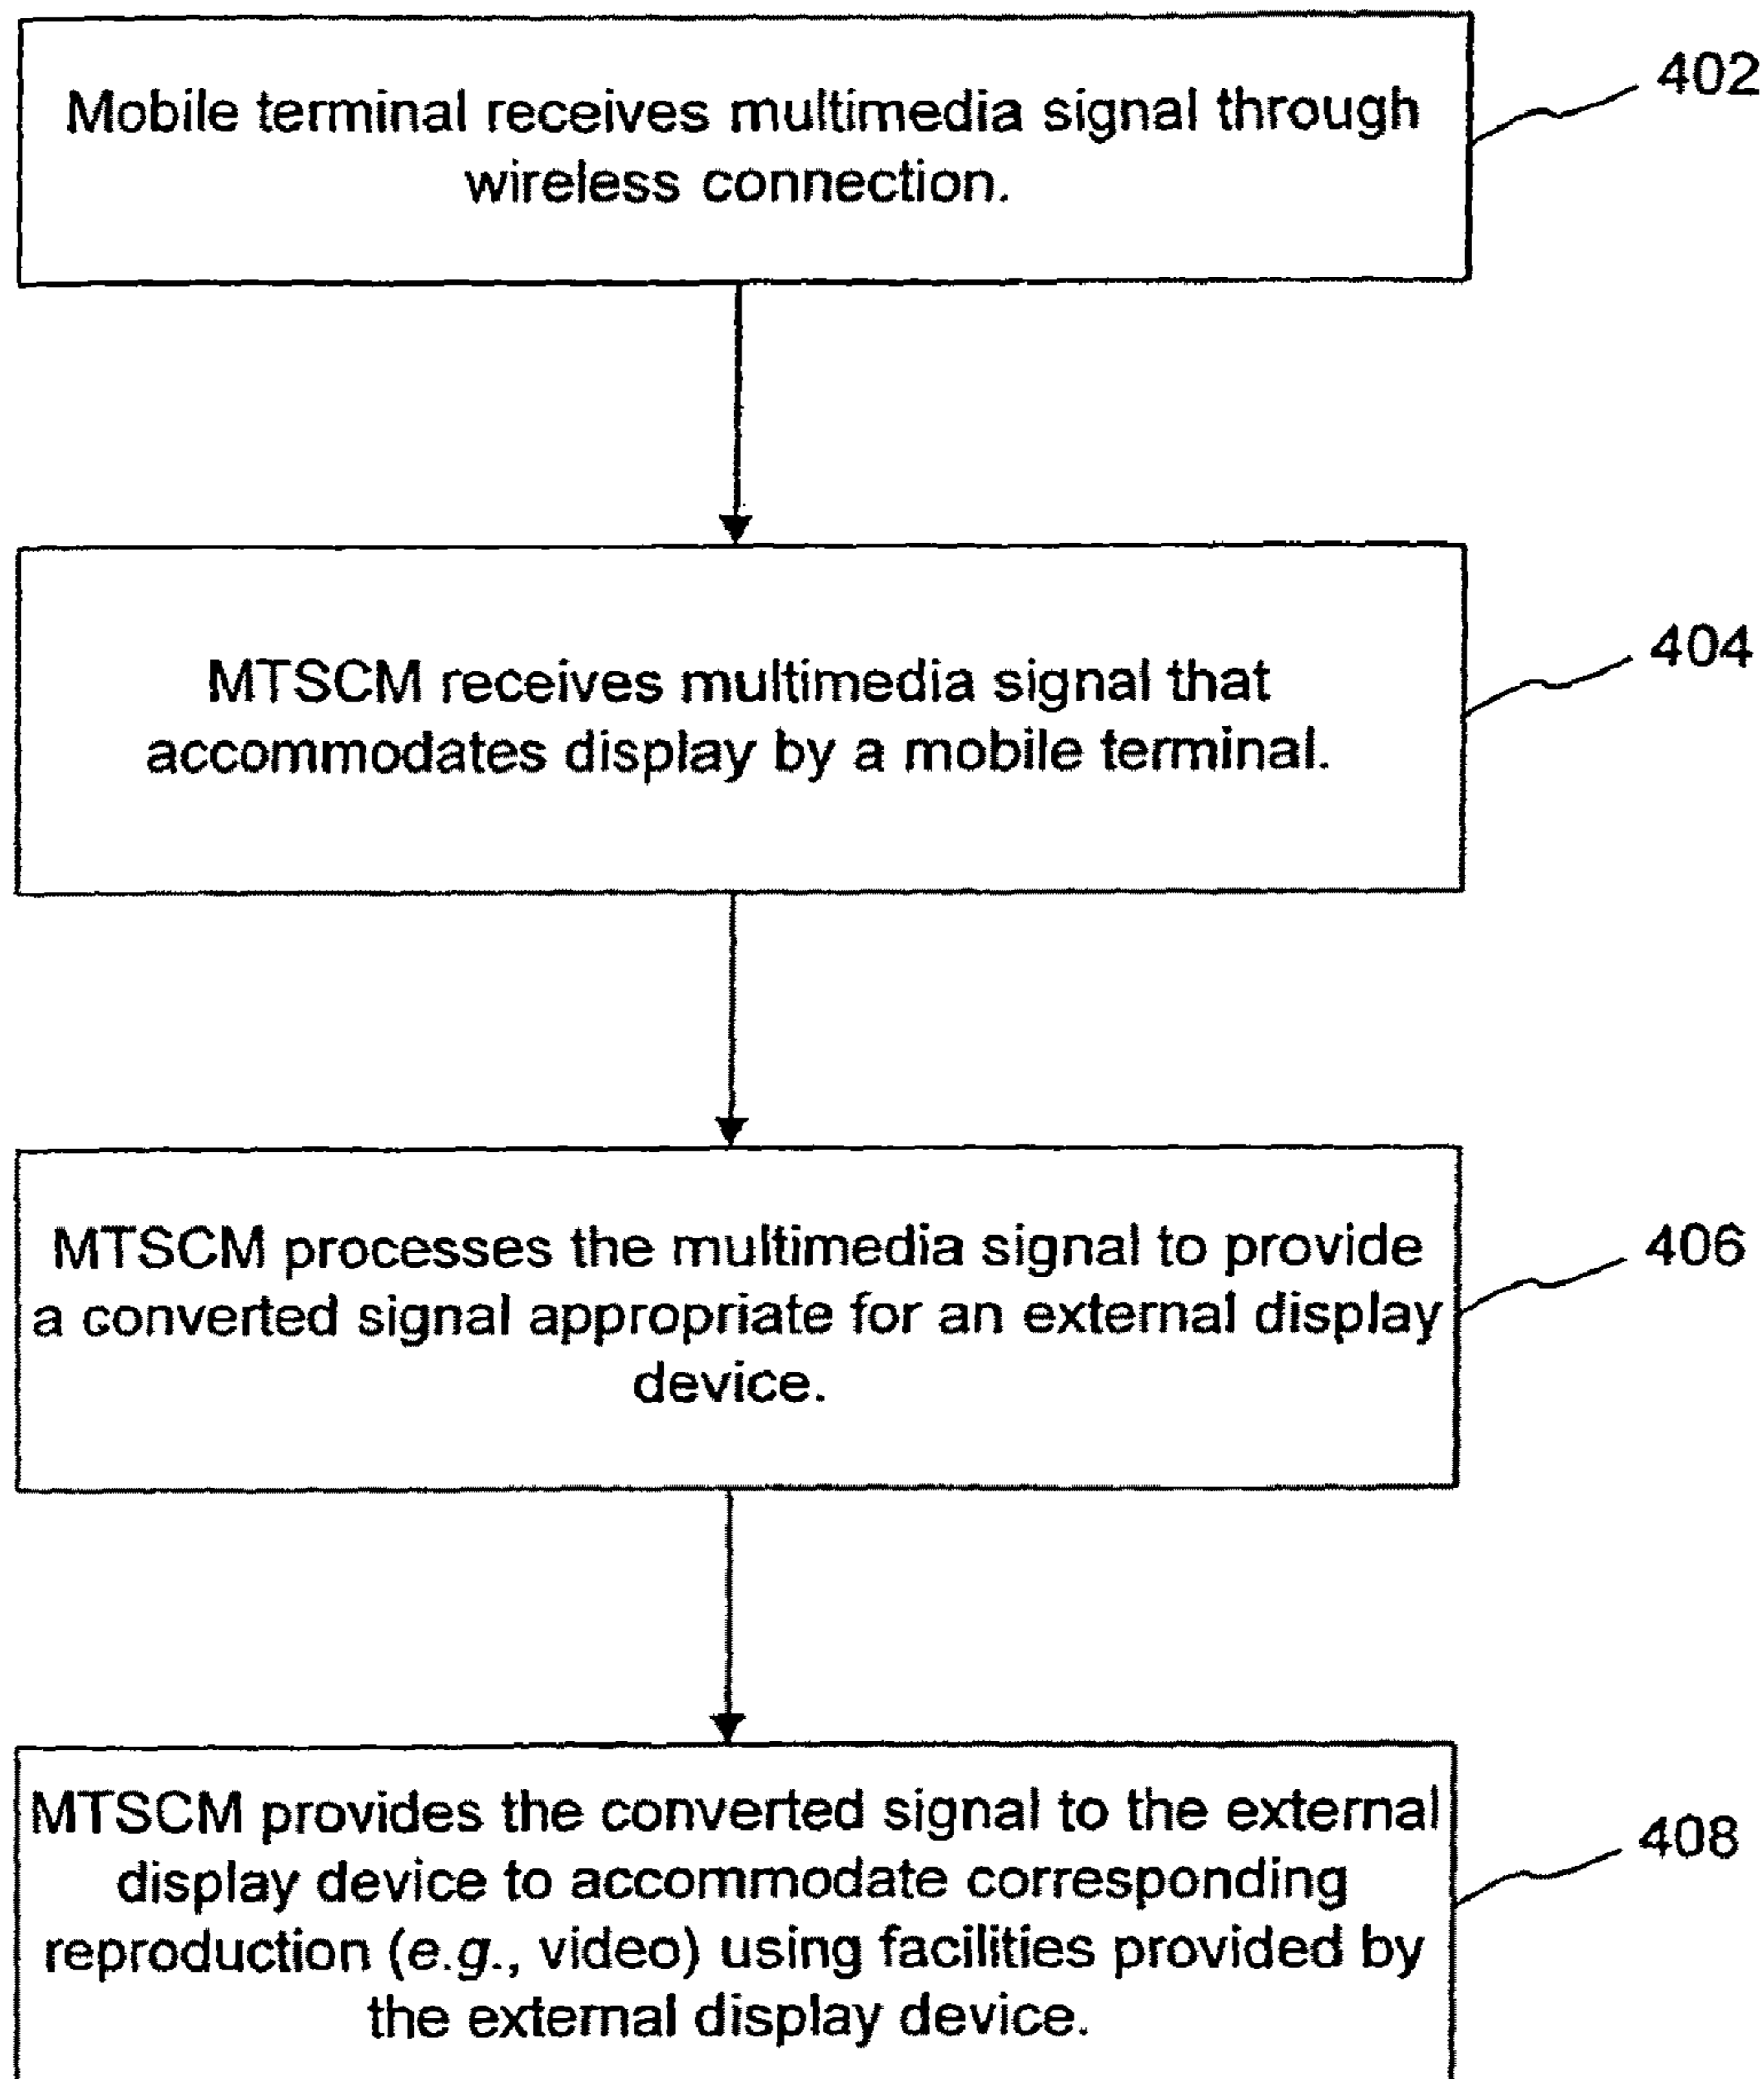 Mobile terminal receives multimedia signal through
wireless connection.
402
MTSCM receives multimedia signal that
accommodates display by a mobile terminal.
404
MTSCM processes the multimedia signal to provide
a converted signal appropriate for an external display
device.
406
MTSCM provides the converted signal to the external
display device to accommodate corresponding
reproduction (e.g., video) using facilities provided by
the external display device.
408